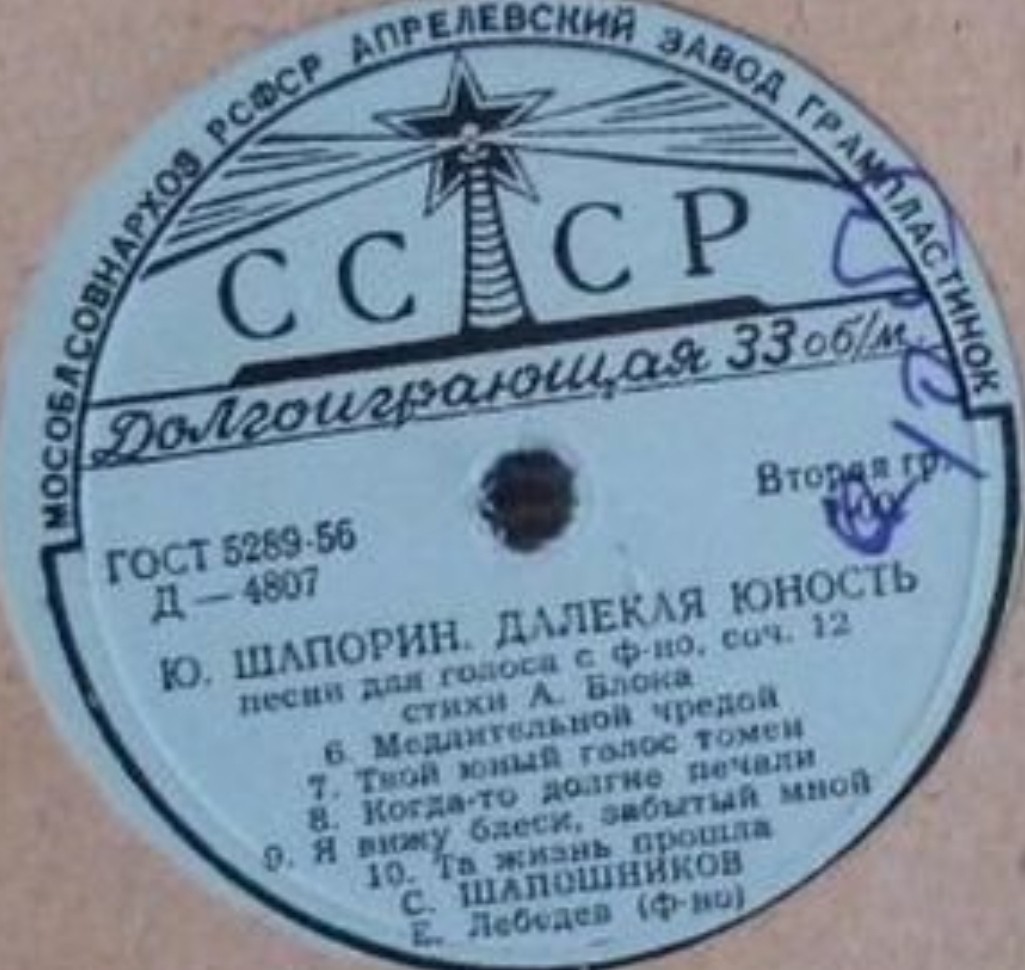 МОСОБЛСОВНАРХОЗ РСФСР АПРЕЛЕВСКИЙ ЗАВОД ГРАМПЛАСТИНОК
СССР
Долгоиграющая 33 об/м
Вторая гр.
ГОСТ 5289-56
Д — 4807
Ю. ШАПОРИН. ДАЛЕКАЯ ЮНОСТЬ
песни для голоса с ф-но, соч. 12
стихи А. Блока
6. Медлительной чредой
7. Твой юный голос томен
8. Когда-то долгие печали
9. Я вижу блеск, забытый мной
10. Та жизнь прошла
С. ШАПОШНИКОВ
Е. Лебедев (ф-но)